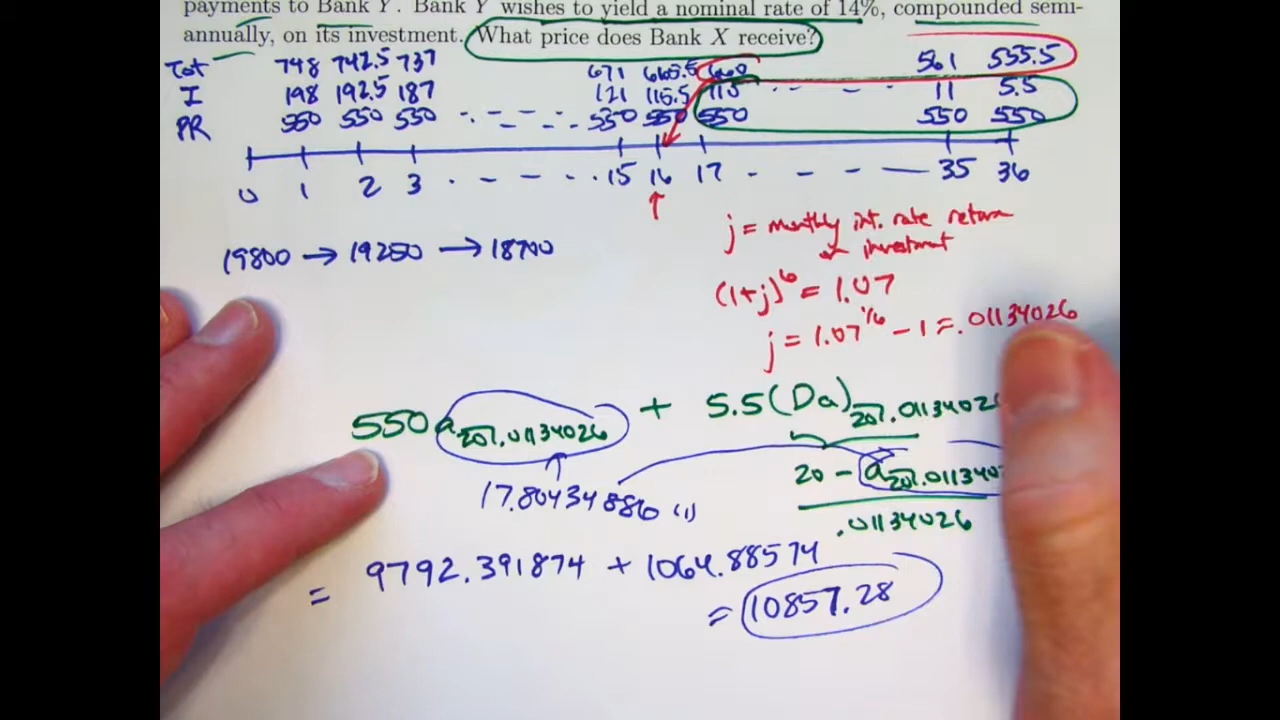 payments to Bank Y. Bank Y wishes to yield a nominal rate of 14%, compounded semi-
annually, on its investment. What price does Bank X receive?
Tot 748 742.5 737 671 665.5 660 561 555.5
I 198 192.5 187 121 115.5 110 .. - - . 11 5.5
PR 550 550 550 - - - - 550 550 550 550 550
0 1 2 3 . - - - . . 15 16 17 - - - 35 36
↑
j = monthly int. rate return
on investment
19800 → 19250 → 18700
(1+j)^6 = 1.07
j = 1.07^1/6 - 1 = .01134026
550 a20⌉.01134026 + 5.5(Da)20⌉.0113402
20 - a20⌉.0113402
.01134026
17.80434886 (1)
= 9792.391874 + 1064.88574
= 10857.28